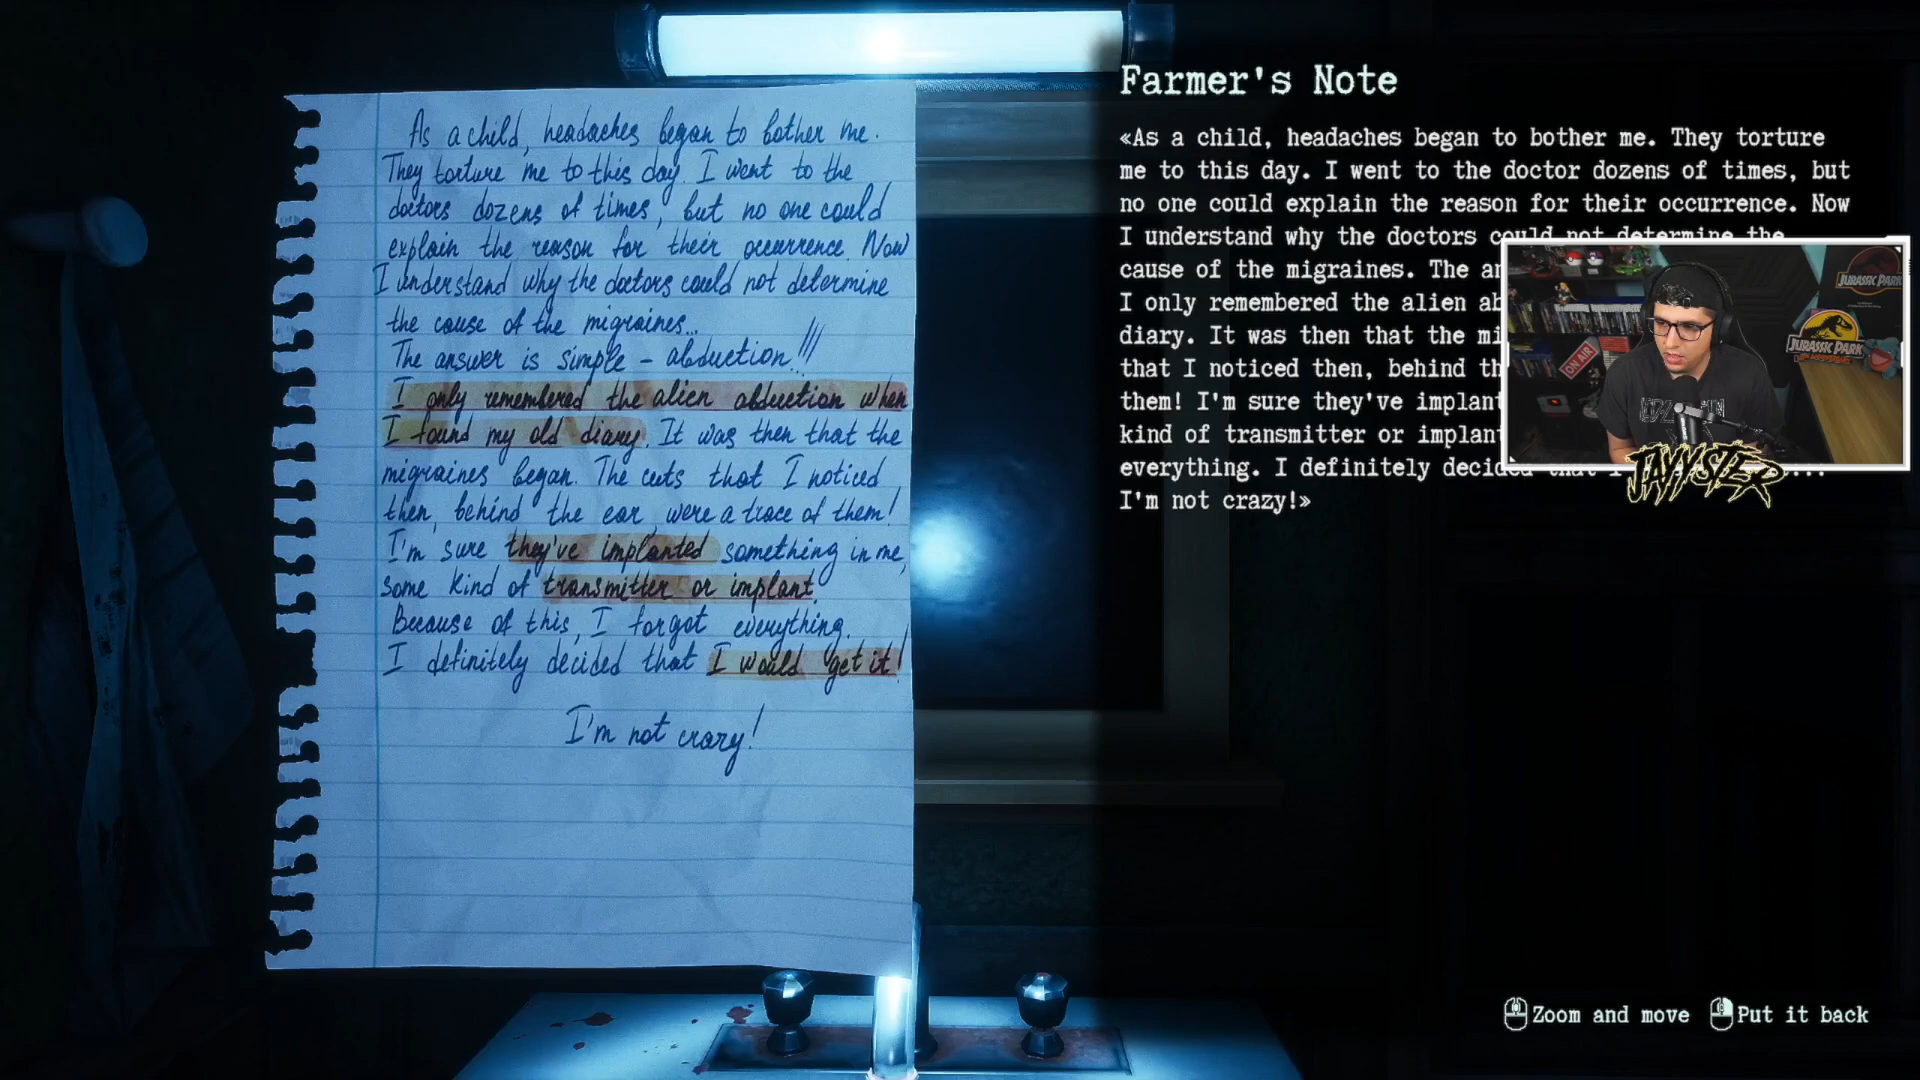 As a child, headaches began to bother me.
They torture me to this day. I went to the
doctors dozens of times, but no one could
explain the reason for their occurrence. Now
I understand why the doctors could not determine
the cause of the migraines...
The answer is simple - abduction!!!
I only remembered the alien abduction when
I found my old diary. It was then that the
migraines began. The cuts that I noticed
then, behind the ear, were a trace of them!
I'm sure they've implanted something in me,
some kind of transmitter or implant.
Because of this, I forgot everything.
I definitely decided that I would get it!
I'm not crazy!
Farmer's Note
«As a child, headaches began to bother me. They torture
me to this day. I went to the doctor dozens of times, but
no one could explain the reason for their occurrence. Now
I understand why the doctors could not determine the
cause of the migraines. The
I only remembered the alien
diary. It was then that the
that I noticed then, behind
them! I'm sure they've
kind of transmitter or
everything. I definitely decided that
I'm not crazy!»
JURASSIC PARK
JURASSIC PARK
ON AIR
JAYYSTER
Zoom and move
Put it back